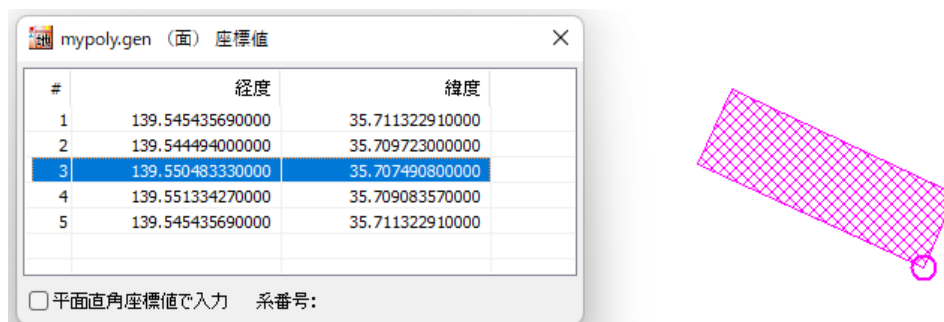 mypoly.gen （面） 座標値
# 経度 緯度
1 139.545435690000 35.711322910000
2 139.544494000000 35.709723000000
3 139.550483330000 35.707490800000
4 139.551334270000 35.709083570000
5 139.545435690000 35.711322910000
平面直角座標値で入力 系番号: